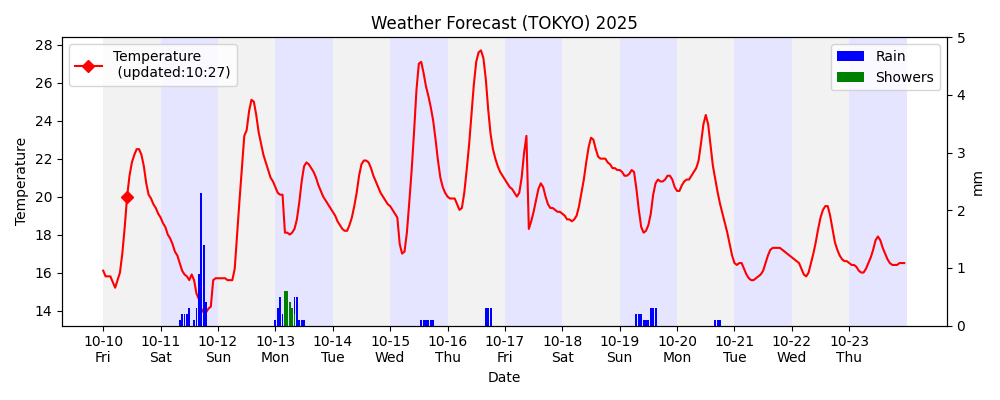 Weather Forecast (TOKYO) 2025
Temperature
(updated:10:27)
Rain
Showers
28
26
24
22
20
18
16
14
Temperature
5
4
3
2
1
0
mm
10-10 10-11 10-12 10-13 10-14 10-15 10-16 10-17 10-18 10-19 10-20 10-21 10-22 10-23
Fri Sat Sun Mon Tue Wed Thu Fri Sat Sun Mon Tue Wed Thu
Date